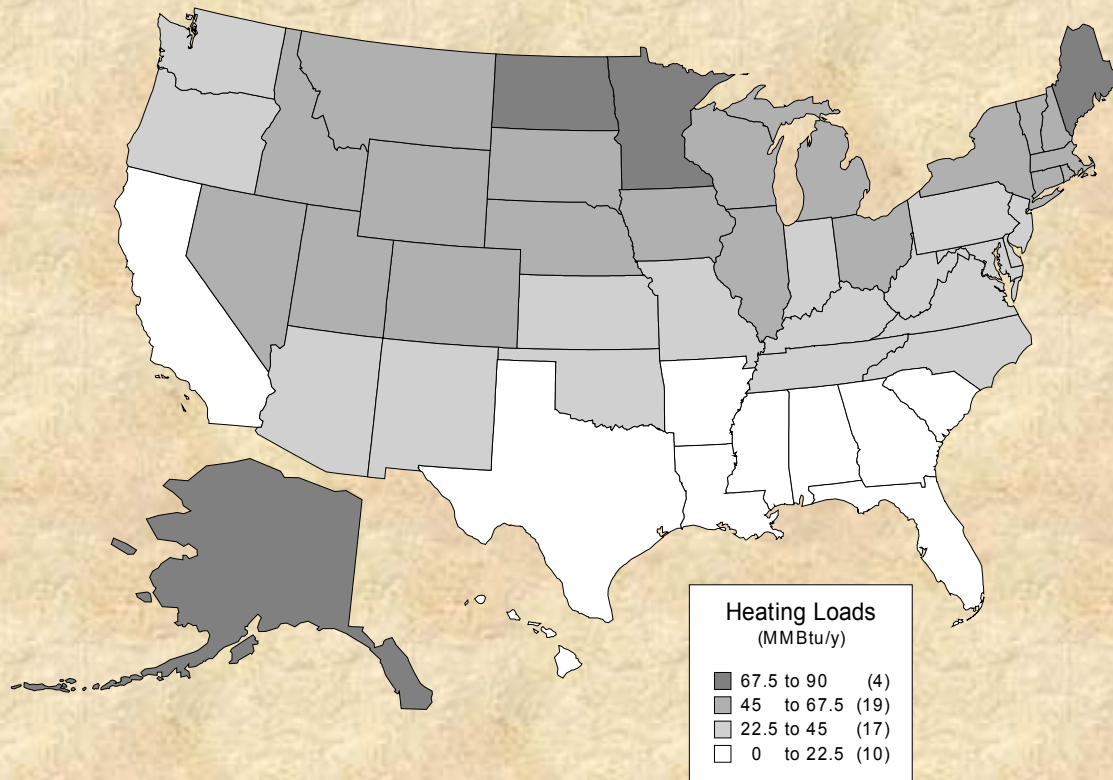 Heating Loads
(MMBtu/y)
67.5 to 90 (4)
45 to 67.5 (19)
22.5 to 45 (17)
0 to 22.5 (10)